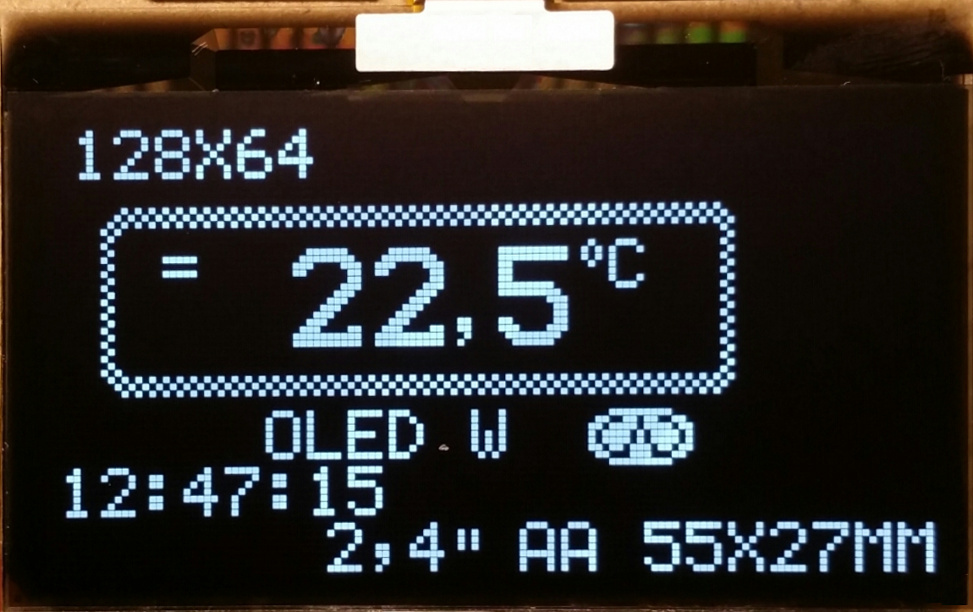 128X64
= 22,5°C
OLED W
12:47:15
2,4" AA 55X27MM